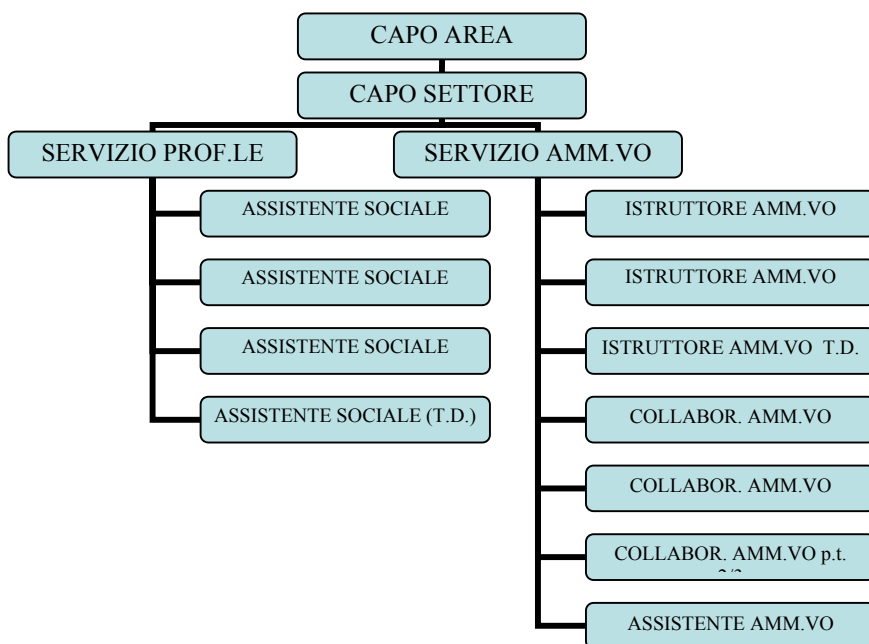 CAPO AREA
CAPO SETTORE
SERVIZIO PROF.LE
SERVIZIO AMM.VO
ASSISTENTE SOCIALE
ASSISTENTE SOCIALE
ASSISTENTE SOCIALE
ASSISTENTE SOCIALE (T.D.)
ISTRUTTORE AMM.VO
ISTRUTTORE AMM.VO
ISTRUTTORE AMM.VO T.D.
COLLABOR. AMM.VO
COLLABOR. AMM.VO
COLLABOR. AMM.VO p.t.
ASSISTENTE AMM.VO